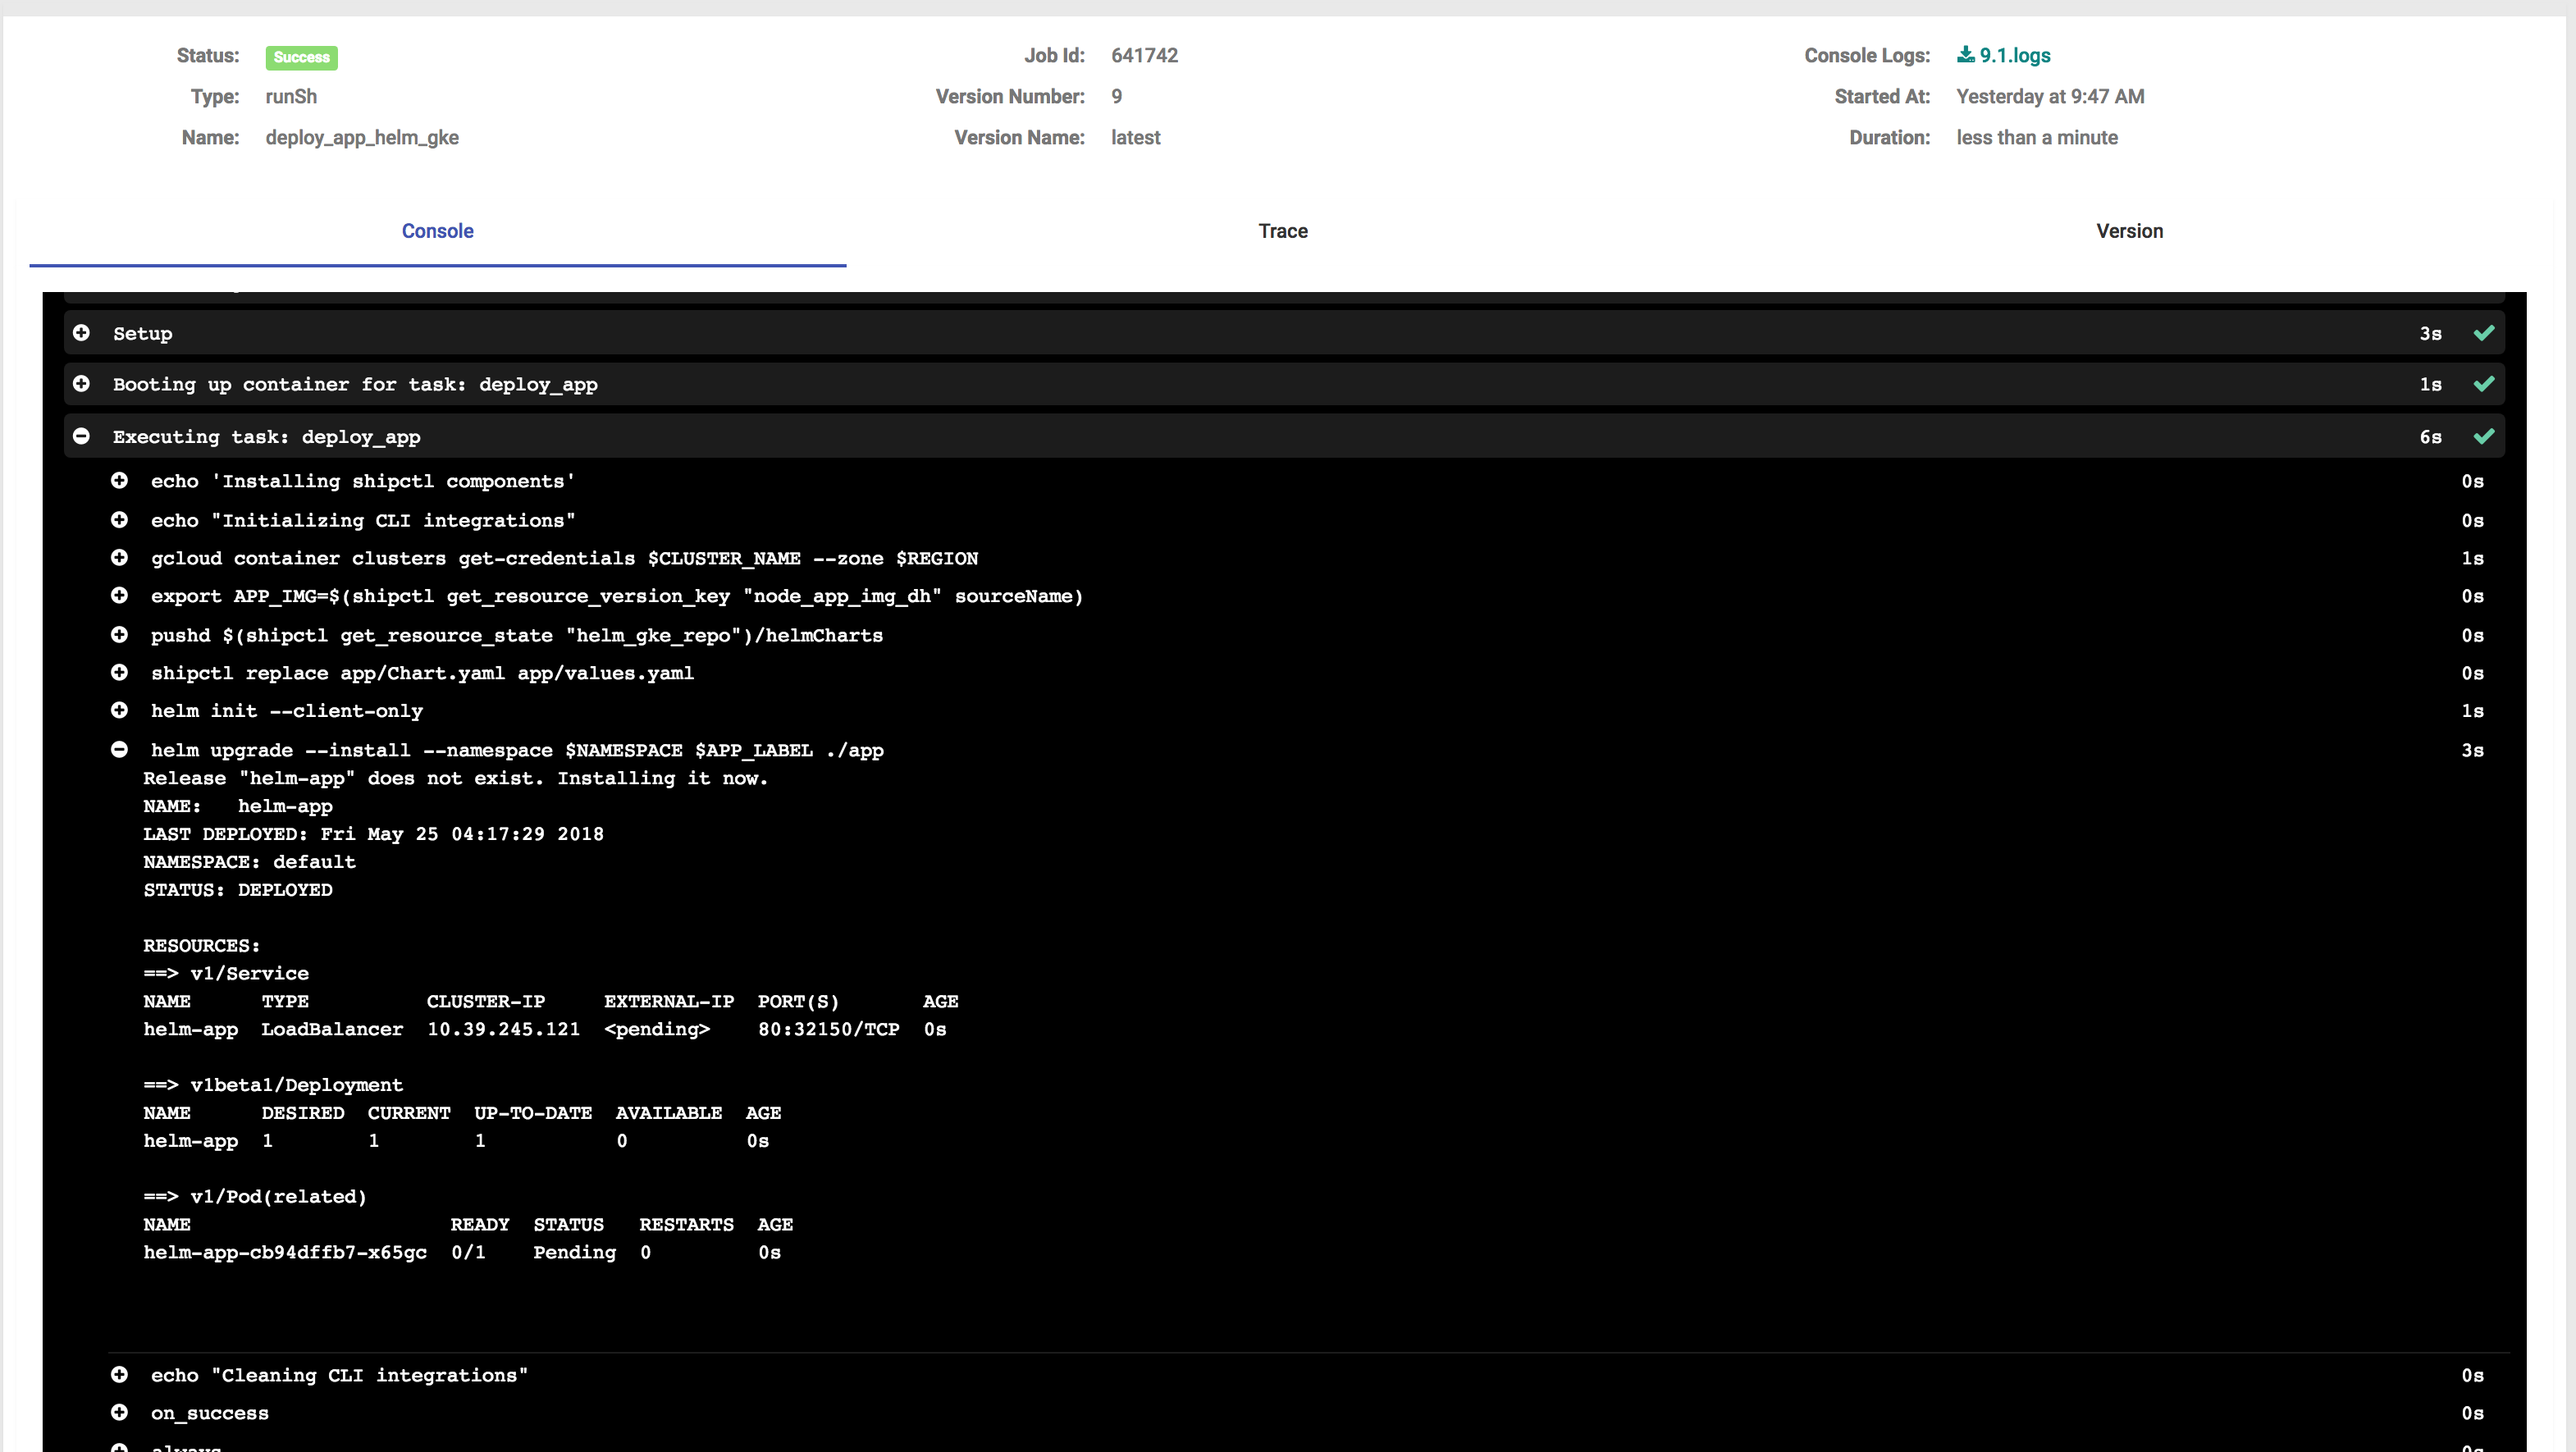 Status: Success Job Id: 641742 Console Logs: 9.1.logs
Type: runSh Version Number: 9 Started At: Yesterday at 9:47 AM
Name: deploy_app_helm_gke Version Name: latest Duration: less than a minute
Console Trace Version
Setup 3s
Booting up container for task: deploy_app 1s
Executing task: deploy_app 6s
echo 'Installing shipctl components' 0s
echo "Initializing CLI integrations" 0s
gcloud container clusters get-credentials $CLUSTER_NAME --zone $REGION 1s
export APP_IMG=$(shipctl get_resource_version_key "node_app_img_dh" sourceName) 0s
pushd $(shipctl get_resource_state "helm_gke_repo")/helmCharts 0s
shipctl replace app/Chart.yaml app/values.yaml 0s
helm init --client-only 1s
helm upgrade --install --namespace $NAMESPACE $APP_LABEL ./app 3s
Release "helm-app" does not exist. Installing it now.
NAME: helm-app
LAST DEPLOYED: Fri May 25 04:17:29 2018
NAMESPACE: default
STATUS: DEPLOYED
RESOURCES:
==> v1/Service
NAME TYPE CLUSTER-IP EXTERNAL-IP PORT(S) AGE
helm-app LoadBalancer 10.39.245.121 <pending> 80:32150/TCP 0s
==> v1beta1/Deployment
NAME DESIRED CURRENT UP-TO-DATE AVAILABLE AGE
helm-app 1 1 1 0 0s
==> v1/Pod(related)
NAME READY STATUS RESTARTS AGE
helm-app-cb94dffb7-x65gc 0/1 Pending 0 0s
echo "Cleaning CLI integrations" 0s
on_success 0s
always 0s